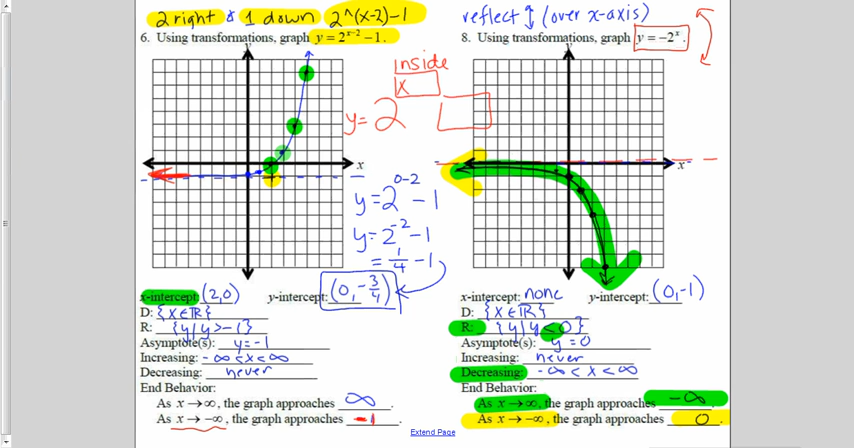 2 right & 1 down 2^(x-2)-1
6. Using transformations, graph y = 2ˣ⁻² − 1.
y
x
inside
x
y = 2
y = 2⁰⁻² − 1
y = 2⁻² − 1
= 1/4 − 1
x-intercept: (2,0) y-intercept: (0, -3/4)
D: {x∈ℝ}
R: {y|y>-1}
Asymptote(s): y=-1
Increasing: -∞<x<∞
Decreasing: never
End Behavior:
As x → ∞, the graph approaches ∞.
As x → −∞, the graph approaches -1.
reflect ↕ (over x-axis)
8. Using transformations, graph y = −2ˣ.
y
x
x-intercept: none y-intercept: (0,-1)
D: {x∈ℝ}
R: {y|y<0}
Asymptote(s): y=0
Increasing: never
Decreasing: -∞<x<∞
End Behavior:
As x → ∞, the graph approaches -∞.
As x → −∞, the graph approaches 0.
Extend Page